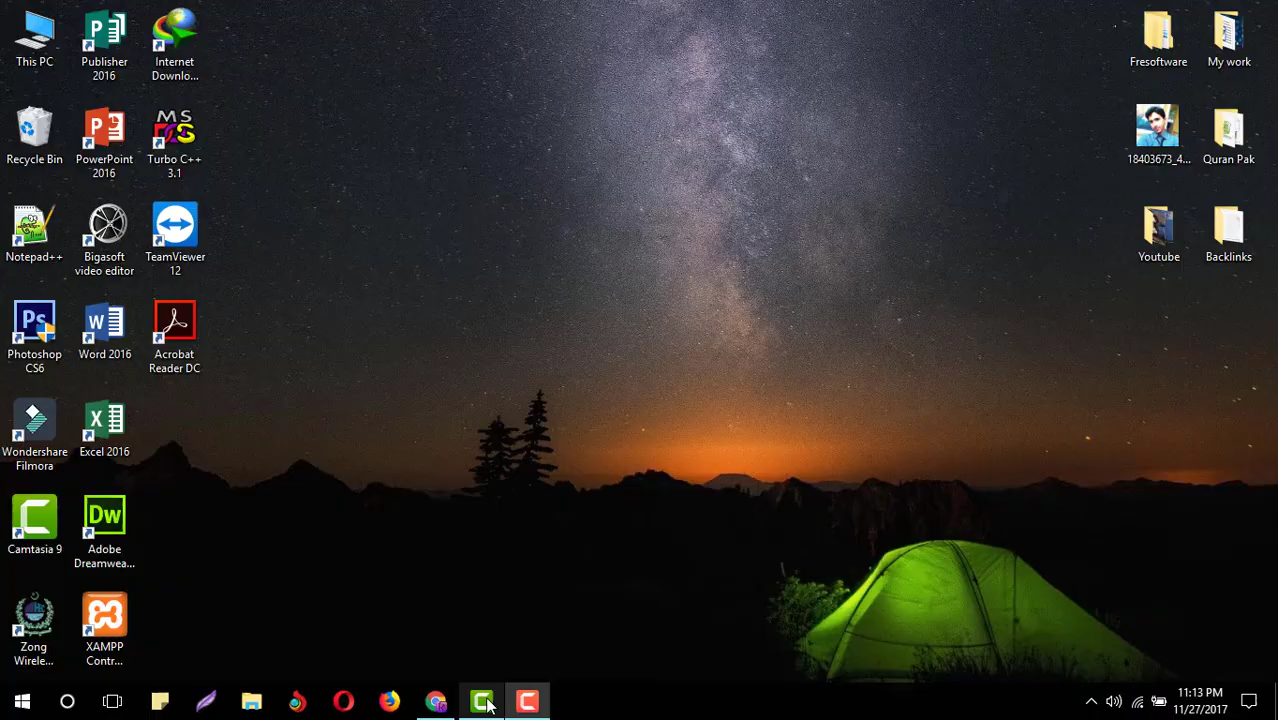 This PC
Publisher
2016
Internet
Downlo...
Fresoftware
My work
Recycle Bin
PowerPoint
2016
MS
DOS
Turbo C++
3.1
18403673_4...
Quran Pak
Notepad++
Bigasoft
video editor
TeamViewer
12
Youtube
Backlinks
Ps
Photoshop
CS6
Word 2016
Acrobat
Reader DC
Wondershare
Filmora
Excel 2016
Camtasia 9
Dw
Adobe
Dreamwea...
Zong
Wirele...
XAMPP
Contr...
11:13 PM
11/27/2017